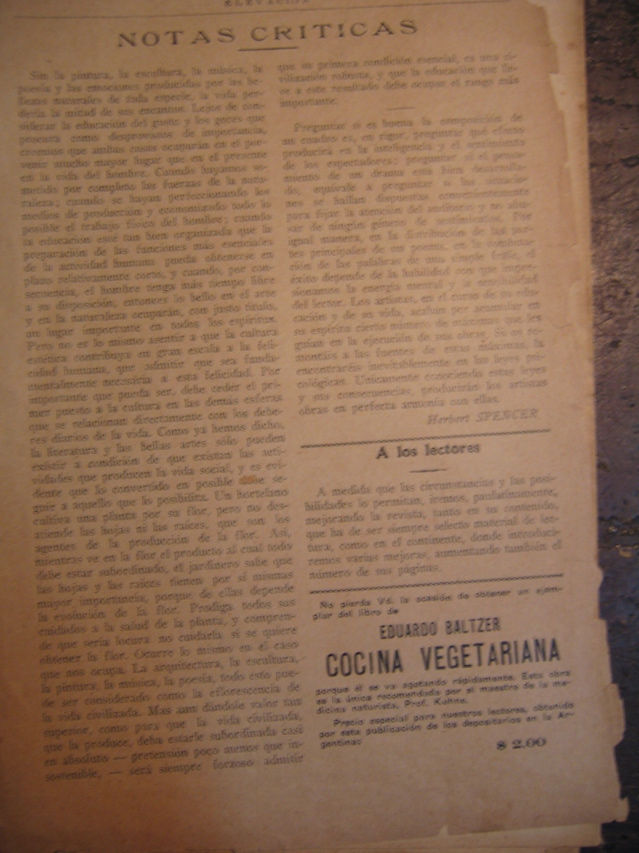 ELEVACION
NOTAS CRITICAS
Sin la pintura, la escultura, la música, la
poesía y las emociones producidas por las be-
llezas naturales de toda especie, la vida per-
dería la mitad de sus encantos. Lejos de con-
siderar la educación del gusto y los goces que
procura como desprovistos de importancia,
creemos que ambas cosas ocuparán en el por-
venir mucho mayor lugar que en el presente
en la vida del hombre. Cuando hayamos so-
metido por completo las fuerzas de la natu-
raleza; cuando se hayan perfeccionado los
medios de producción y economizado todo lo
posible el trabajo físico del hombre; cuando
la educación esté tan bien organizada que la
preparación de las funciones más esenciales
de la actividad humana pueda obtenerse en
plazo relativamente corto, y cuando, por con-
secuencia, el hombre tenga más tiempo libre
a su disposición; entonces lo bello en el arte
y en la naturaleza ocuparán, con justo título,
un lugar importante en todos los espíritus.
Pero no es lo mismo asentir a que la cultura
estética contribuya en gran escala a la feli-
cidad humana, que admitir que sea funda-
mentalmente necesaria a esta felicidad. Por
importante que pueda ser, debe ceder el pri-
mer puesto a la cultura en las demás esferas
que se relacionan directamente con los debe-
res diarios de la vida. Como ya hemos dicho,
la literatura y las bellas artes sólo pueden
existir a condición de que existan las acti-
vidades que producen la vida social, y es evi-
dente que lo convertido en posible debe se-
guir a aquello que lo posibilita. Un hortelano
cultiva una planta por su flor, pero no des-
atiende las hojas ni las raíces, que son los
agentes de la producción de la flor. Así,
mientras ve en la flor el producto al cual todo
debe estar subordinado, el jardinero sabe que
las hojas y las raíces tienen por sí mismas
mayor importancia, porque de ellas depende
la evolución de la flor. Prodiga todos sus
cuidados a la salud de la planta, y compren-
de que sería locura no cuidarla si se quiere
obtener la flor. Ocurre lo mismo en el caso
que nos ocupa. La arquitectura, la escultura,
la pintura, la música, la poesía, todo esto pue-
de ser considerado como la eflorescencia de
la vida civilizada. Mas aun dándole valor tan
superior, como para que la vida civilizada,
que la produce, deba estarle subordinada casi
en absoluto — pretensión poco menos que in-
sostenible, — será siempre forzoso admitir
que su primera condición esencial, es una ci-
vilización robusta, y que la educación que lle-
ve a este resultado debe ocupar el rango más
importante.
Preguntar si es buena la composición de
un cuadro es, en rigor, preguntar qué efecto
producirá en la inteligencia y el sentimiento
de los espectadores; preguntar si el pensa-
miento de un drama está bien desarrolla-
do, equivale a preguntar si las situacio-
nes se hallan dispuestas convenientemente
para fijar la atención del auditorio y no abu-
sar de ningún género de sentimientos. Por
igual manera, en la distribución de las par-
tes principales de un poema, en la
ción de las palabras de una simple frase, el
éxito depende de la habilidad con que
la energía mental y la sensibilidad
del lector. Los artistas, en el curso de su edu-
cación y de su vida, acaban por acumular en
su espíritu cierto número de máximas que les
guían en la ejecución de sus obras. Si os re-
montáis a las fuentes de estas máximas, la
encontraréis inevitablemente en las leyes psi-
cológicas. Unicamente conociendo estas leyes
y sus consecuencias, producirán los artistas
obras en perfecta armonía con ellas.
Herbert SPENCER
A los lectores
A medida que las circunstancias y las posi-
bilidades lo permitan, iremos, paulatinamente,
mejorando la revista, tanto en su contenido,
que ha de ser siempre selecto material de lec-
tura, como en el continente, donde introduci-
remos varias mejoras, aumentando también el
número de sus páginas.
No pierda Vd. la ocasión de obtener un ejem-
plar del libro de
EDUARDO BALTZER
COCINA VEGETARIANA
porque él se va agotando rápidamente. Esta obra
es la única recomendada por el maestro de la me-
dicina naturista, Prof. Kuhne.
Precio especial para nuestros lectores, obtenido
por esta publicación de los depositarios en la Ar-
gentina:
$ 2.00